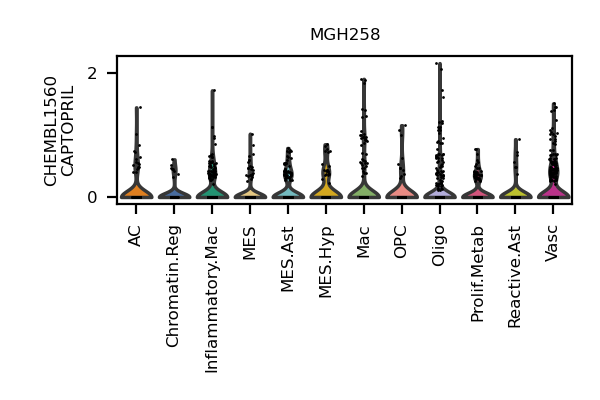 MGH258
CHEMBL1560
CAPTOPRIL
2
0
AC
Chromatin.Reg
Inflammatory.Mac
MES
MES.Ast
MES.Hyp
Mac
OPC
Oligo
Prolif.Metab
Reactive.Ast
Vasc